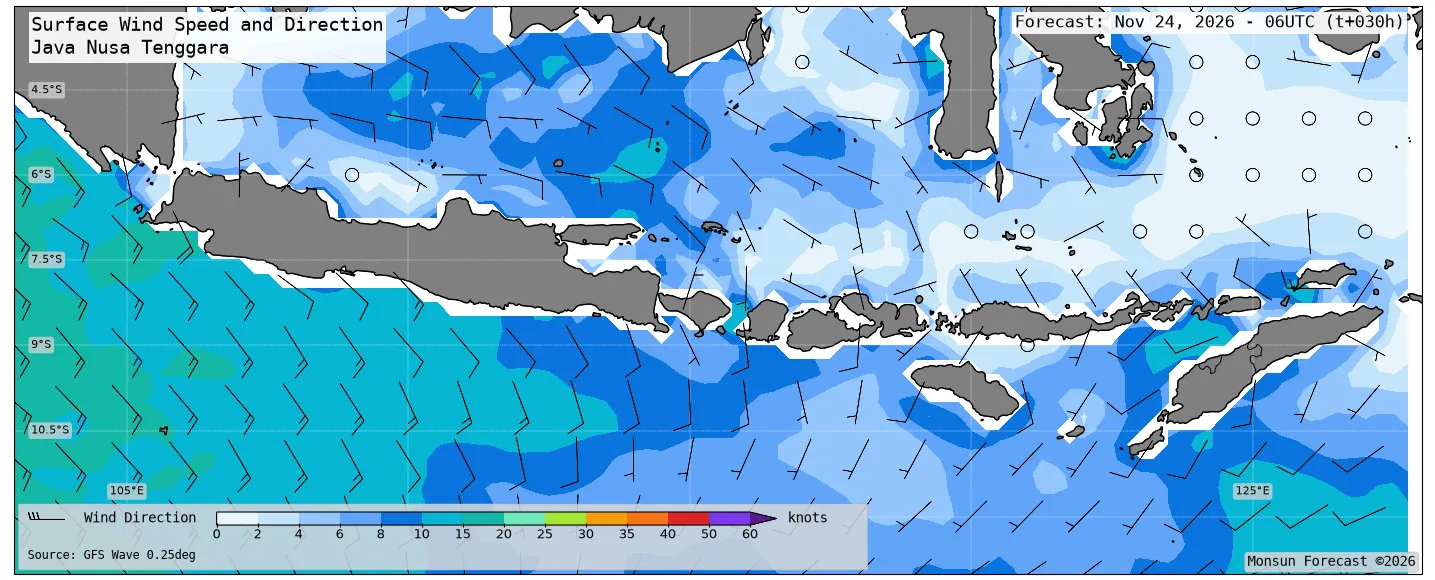 Surface Wind Speed and Direction
Java Nusa Tenggara
Forecast: Nov 24, 2026 - 06UTC (t+030h)
4.5°S
6°S
7.5°S
9°S
10.5°S
105°E
125°E
Wind Direction
0 2 4 6 8 10 15 20 25 30 35 40 50 60
knots
Source: GFS Wave 0.25deg
Monsun Forecast ©2026